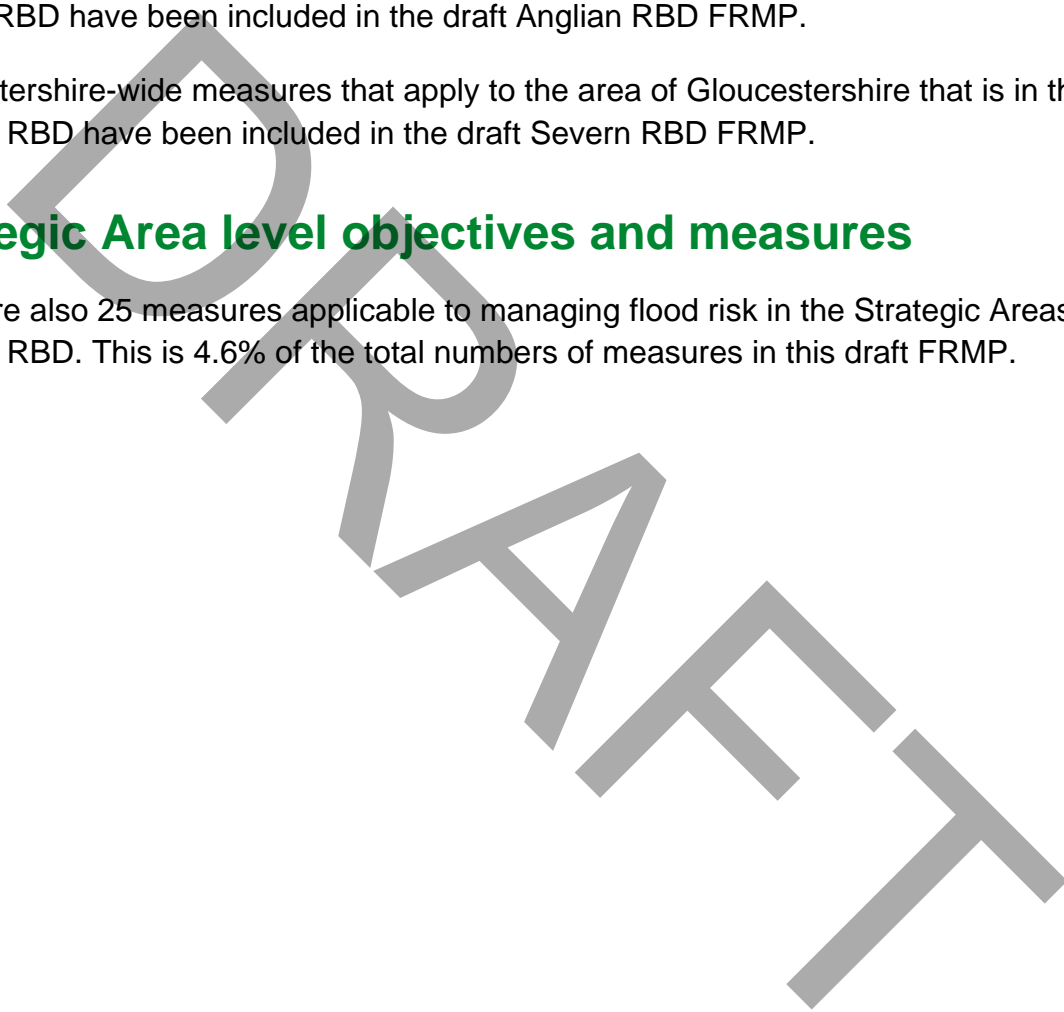 RBD have been included in the draft Anglian RBD FRMP.
tershire-wide measures that apply to the area of Gloucestershire that is in th
RBD have been included in the draft Severn RBD FRMP.
egic Area level objectives and measures
re also 25 measures applicable to managing flood risk in the Strategic Areas
RBD. This is 4.6% of the total numbers of measures in this draft FRMP.
DRAFT